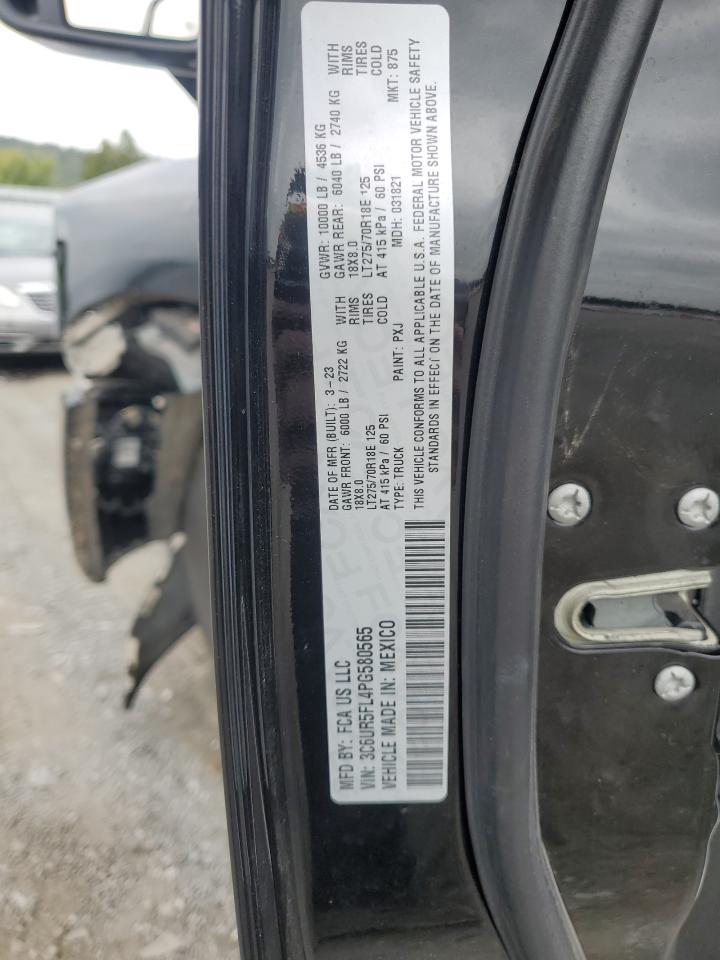 MFD BY: FCA US LLC
VIN: 3C6UR5FL4PG580565
VEHICLE MADE IN: MEXICO
DATE OF MFR (BUILT): 3-23
GAWR FRONT: 6000 LB / 2722 KG WITH
18X8.0 RIMS
LT275/70R18E 125 TIRES
AT 415 kPa / 60 PSI COLD
TYPE: TRUCK PAINT: PXJ
GVWR: 10000 LB / 4536 KG
GAWR REAR: 6040 LB / 2740 KG WITH
18X8.0 RIMS
LT275/70R18E 125 TIRES
AT 415 kPa / 60 PSI COLD
MDH: 031821 MKT: 875
THIS VEHICLE CONFORMS TO ALL APPLICABLE U.S.A. FEDERAL MOTOR VEHICLE SAFETY
STANDARDS IN EFFECT ON THE DATE OF MANUFACTURE SHOWN ABOVE.